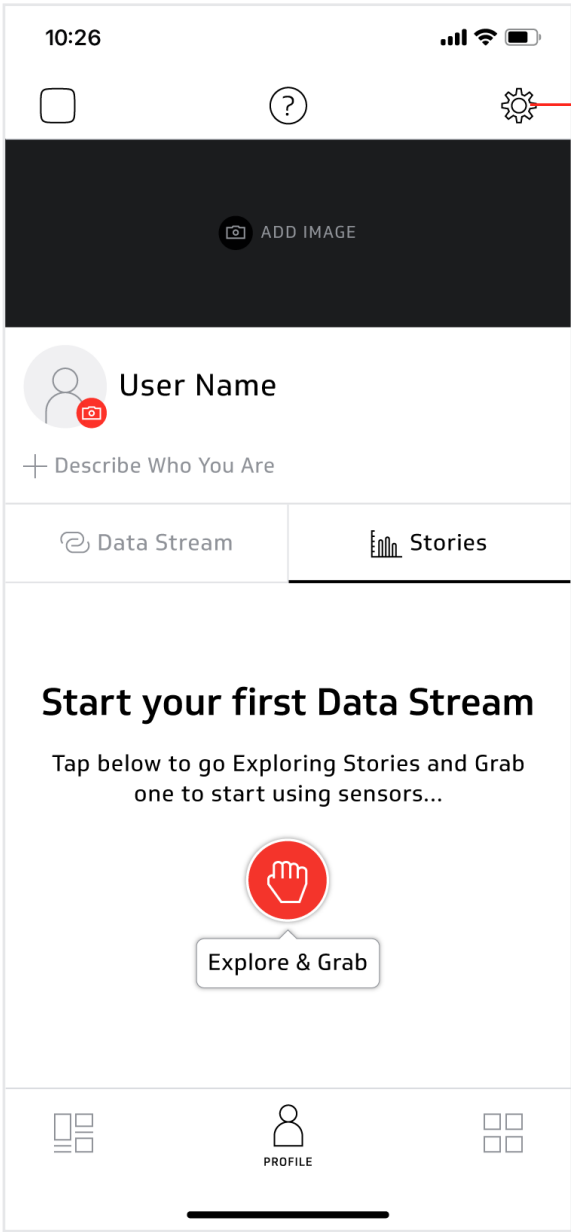 10:26
?
ADD IMAGE
User Name
Describe Who You Are
Data Stream
Stories
Start your first Data Stream
Tap below to go Exploring Stories and Grab
one to start using sensors...
Explore & Grab
PROFILE